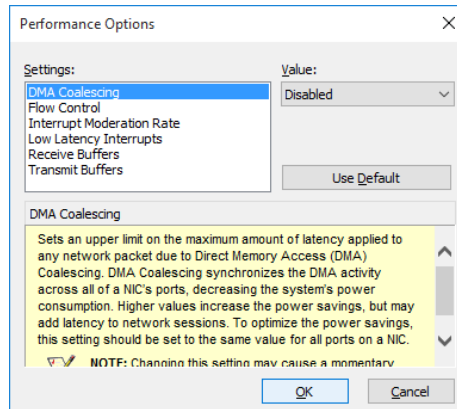 Performance Options
Settings:
Value:
DMA Coalescing
Disabled
Flow Control
Interrupt Moderation Rate
Low Latency Interrupts
Receive Buffers
Transmit Buffers
Use Default
DMA Coalescing
Sets an upper limit on the maximum amount of latency applied to
any network packet due to Direct Memory Access (DMA)
Coalescing. DMA Coalescing synchronizes the DMA activity
across all of a NIC's ports, decreasing the system's power
consumption. Higher values increase the power savings, but may
add latency to network sessions. To optimize the power savings,
this setting should be set to the same value for all ports on a NIC.
NOTE: Changing this setting may cause a momentary
OK
Cancel